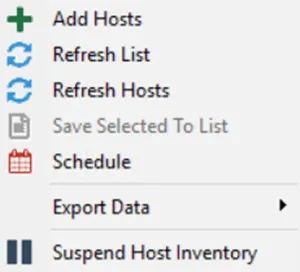 Add Hosts
Refresh List
Refresh Hosts
Save Selected To List
Schedule
Export Data
Suspend Host Inventory